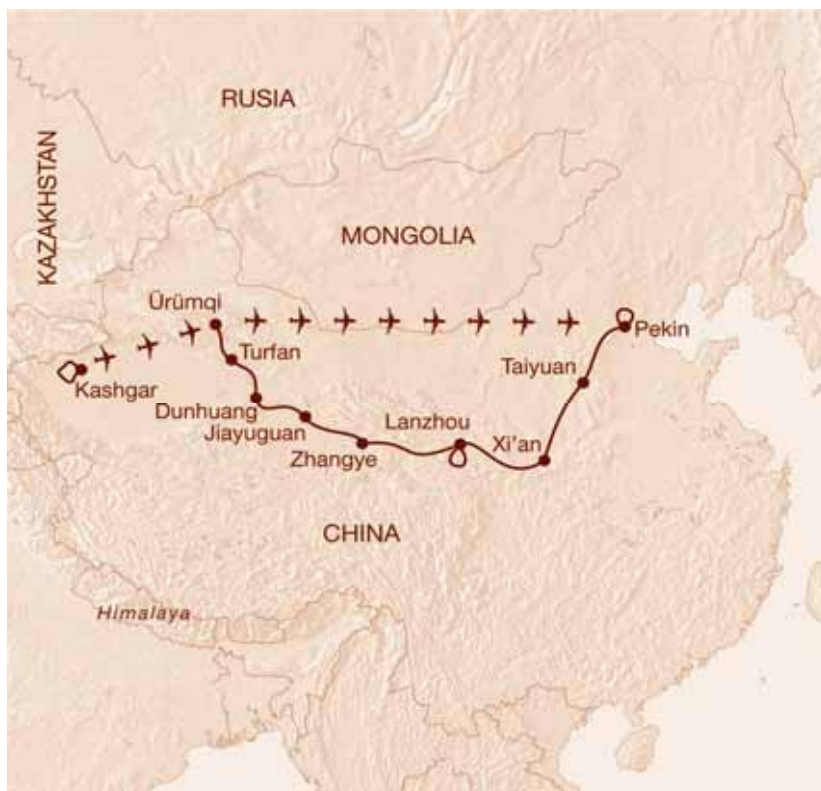 RUSIA
KAZAKHSTAN
MONGOLIA
Ürümqi
Pekin
Turfan
Taiyuan
Kashgar
Dunhuang
Lanzhou
Jiayuguan
Xi'an
Zhangye
CHINA
Himalaya